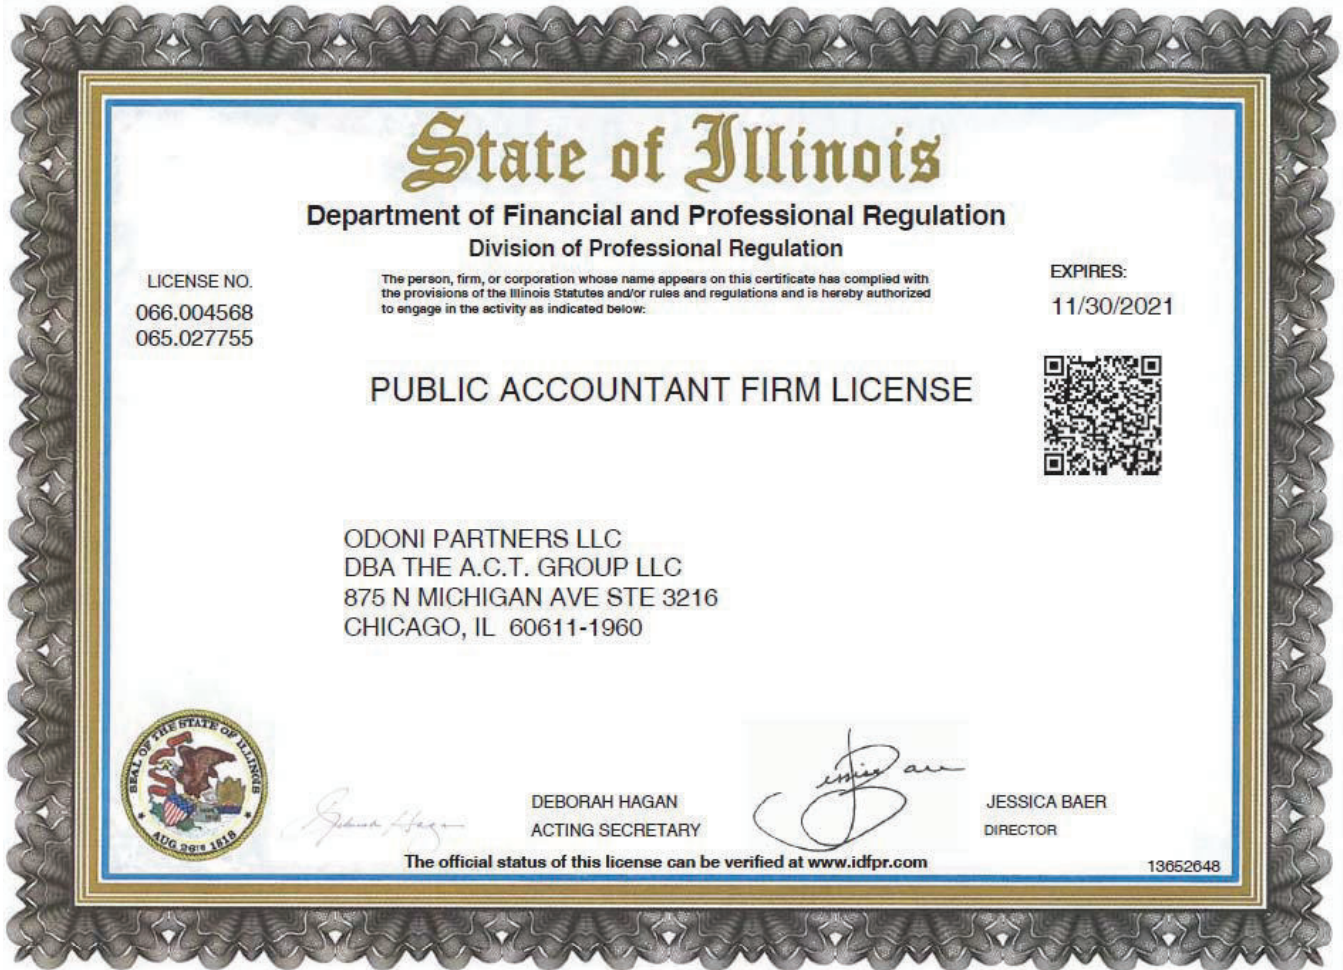 State of Illinois
Department of Financial and Professional Regulation
Division of Professional Regulation
LICENSE NO.
066.004568
065.027755
The person, firm, or corporation whose name appears on this certificate has complied with
the provisions of the Illinois Statutes and/or rules and regulations and is hereby authorized
to engage in the activity as indicated below:
EXPIRES:
11/30/2021
PUBLIC ACCOUNTANT FIRM LICENSE
ODONI PARTNERS LLC
DBA THE A.C.T. GROUP LLC
875 N MICHIGAN AVE STE 3216
CHICAGO, IL 60611-1960
SEAL OF THE STATE OF ILLINOIS
AUG. 26TH 1818
DEBORAH HAGAN
ACTING SECRETARY
JESSICA BAER
DIRECTOR
The official status of this license can be verified at www.idfpr.com
13652648